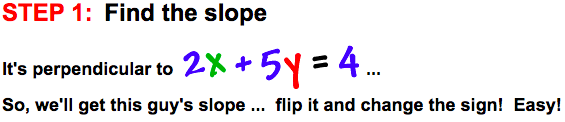 STEP 1: Find the slope
It's perpendicular to 2x + 5y = 4 ...
So, we'll get this guy's slope ... flip it and change the sign! Easy!